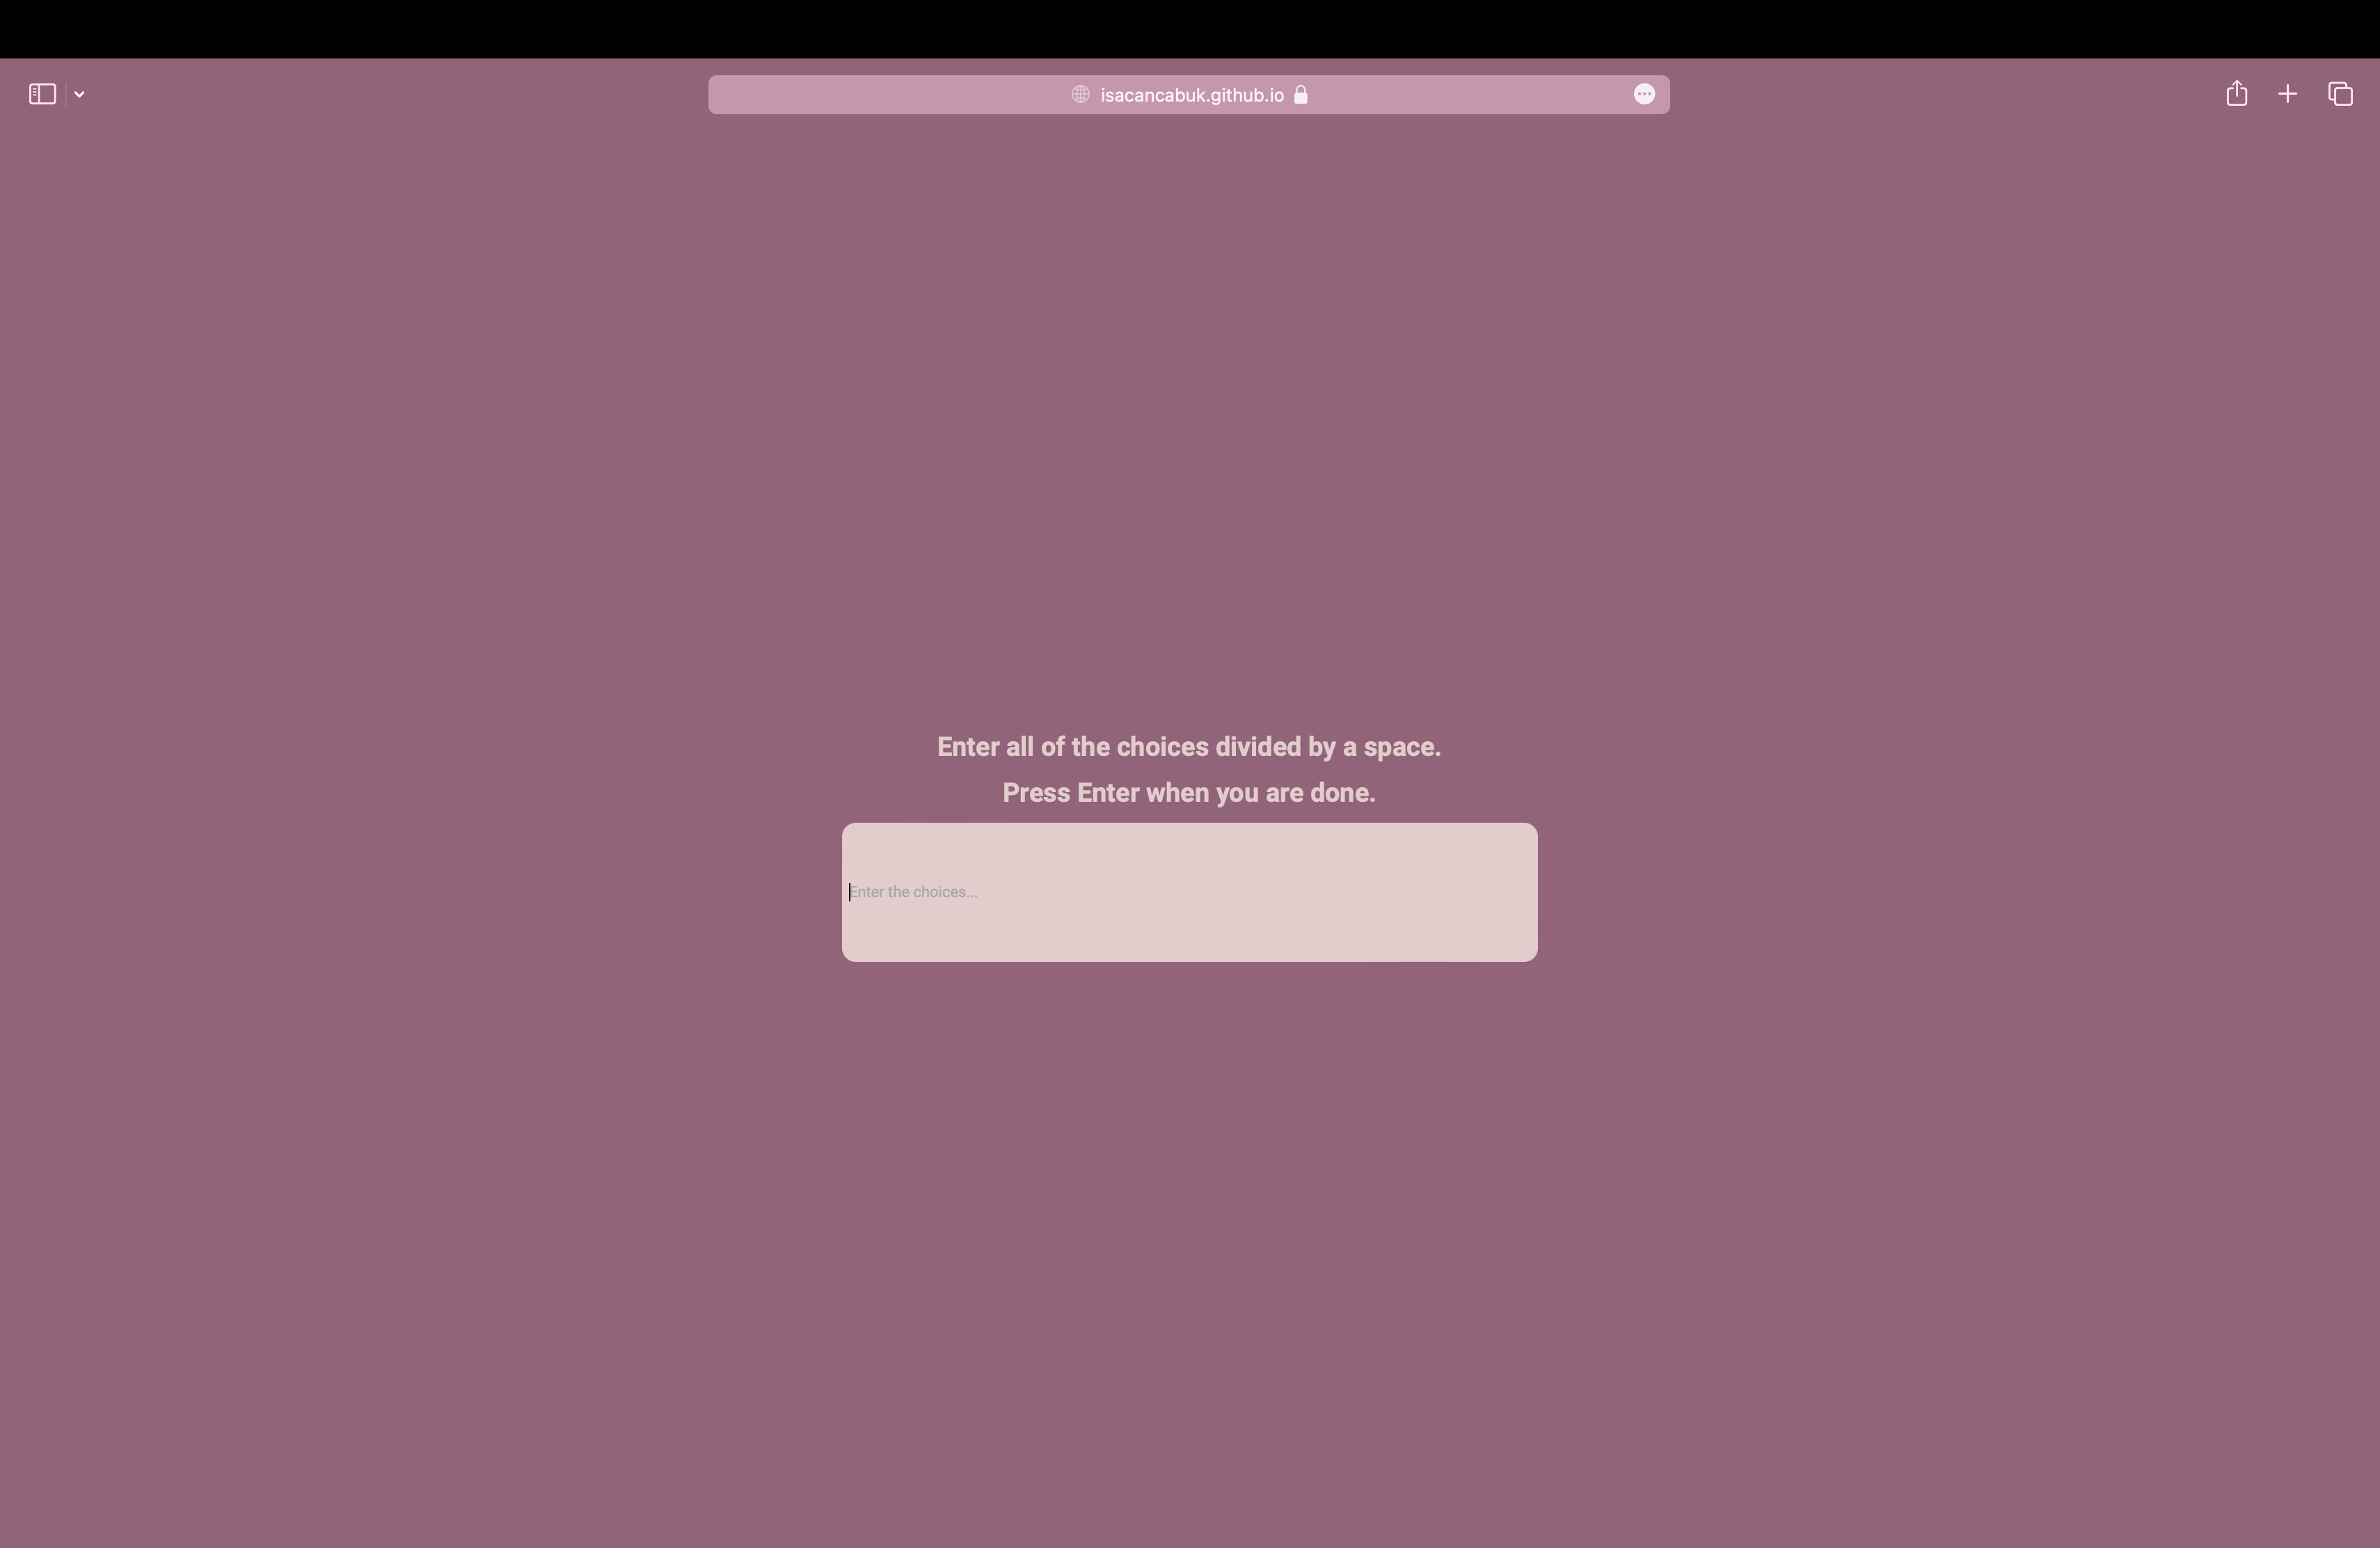 isacancabuk.github.io
Enter all of the choices divided by a space.
Press Enter when you are done.
Enter the choices...